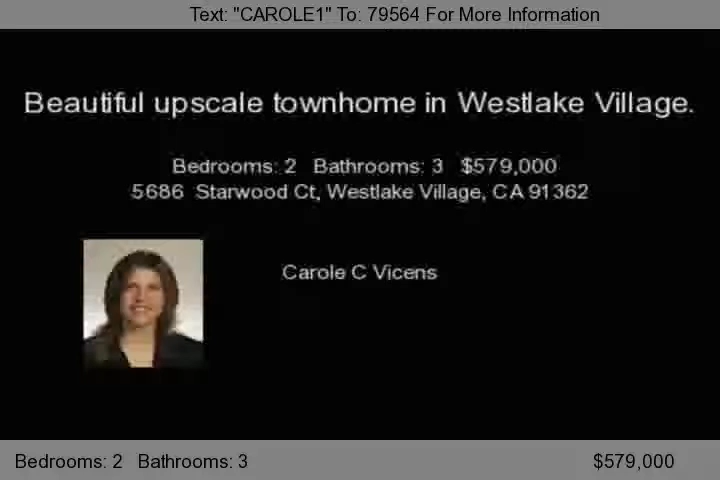 Text: "CAROLE1" To: 79564 For More Information
Beautiful upscale townhome in Westlake Village.
Bedrooms: 2 Bathrooms: 3 $579,000
5686 Starwood Ct, Westlake Village, CA 91362
Carole C Vicens
Bedrooms: 2 Bathrooms: 3 $579,000